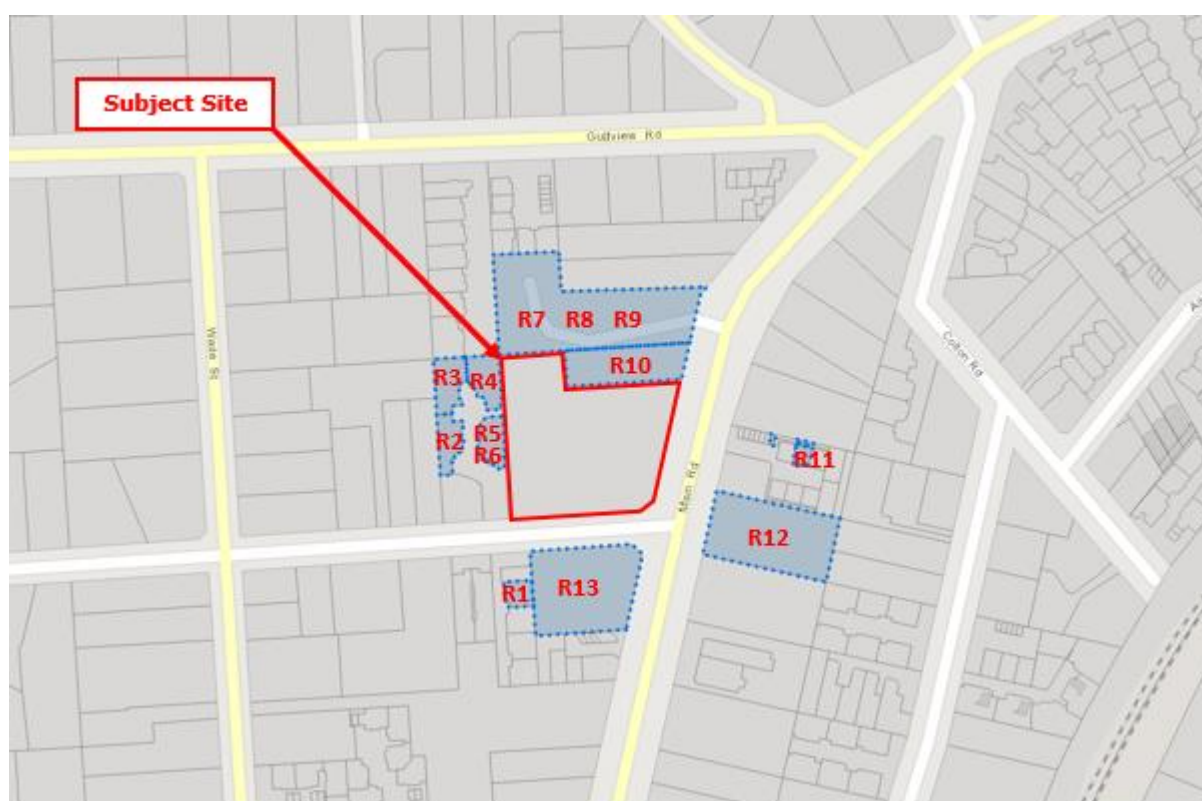 Subject Site
Gullview Rd
Wade St
R7 R8 R9
R10
R3
R4
R2
R5
R6
Main Rd
Colton Rd
R11
R12
R1
R13